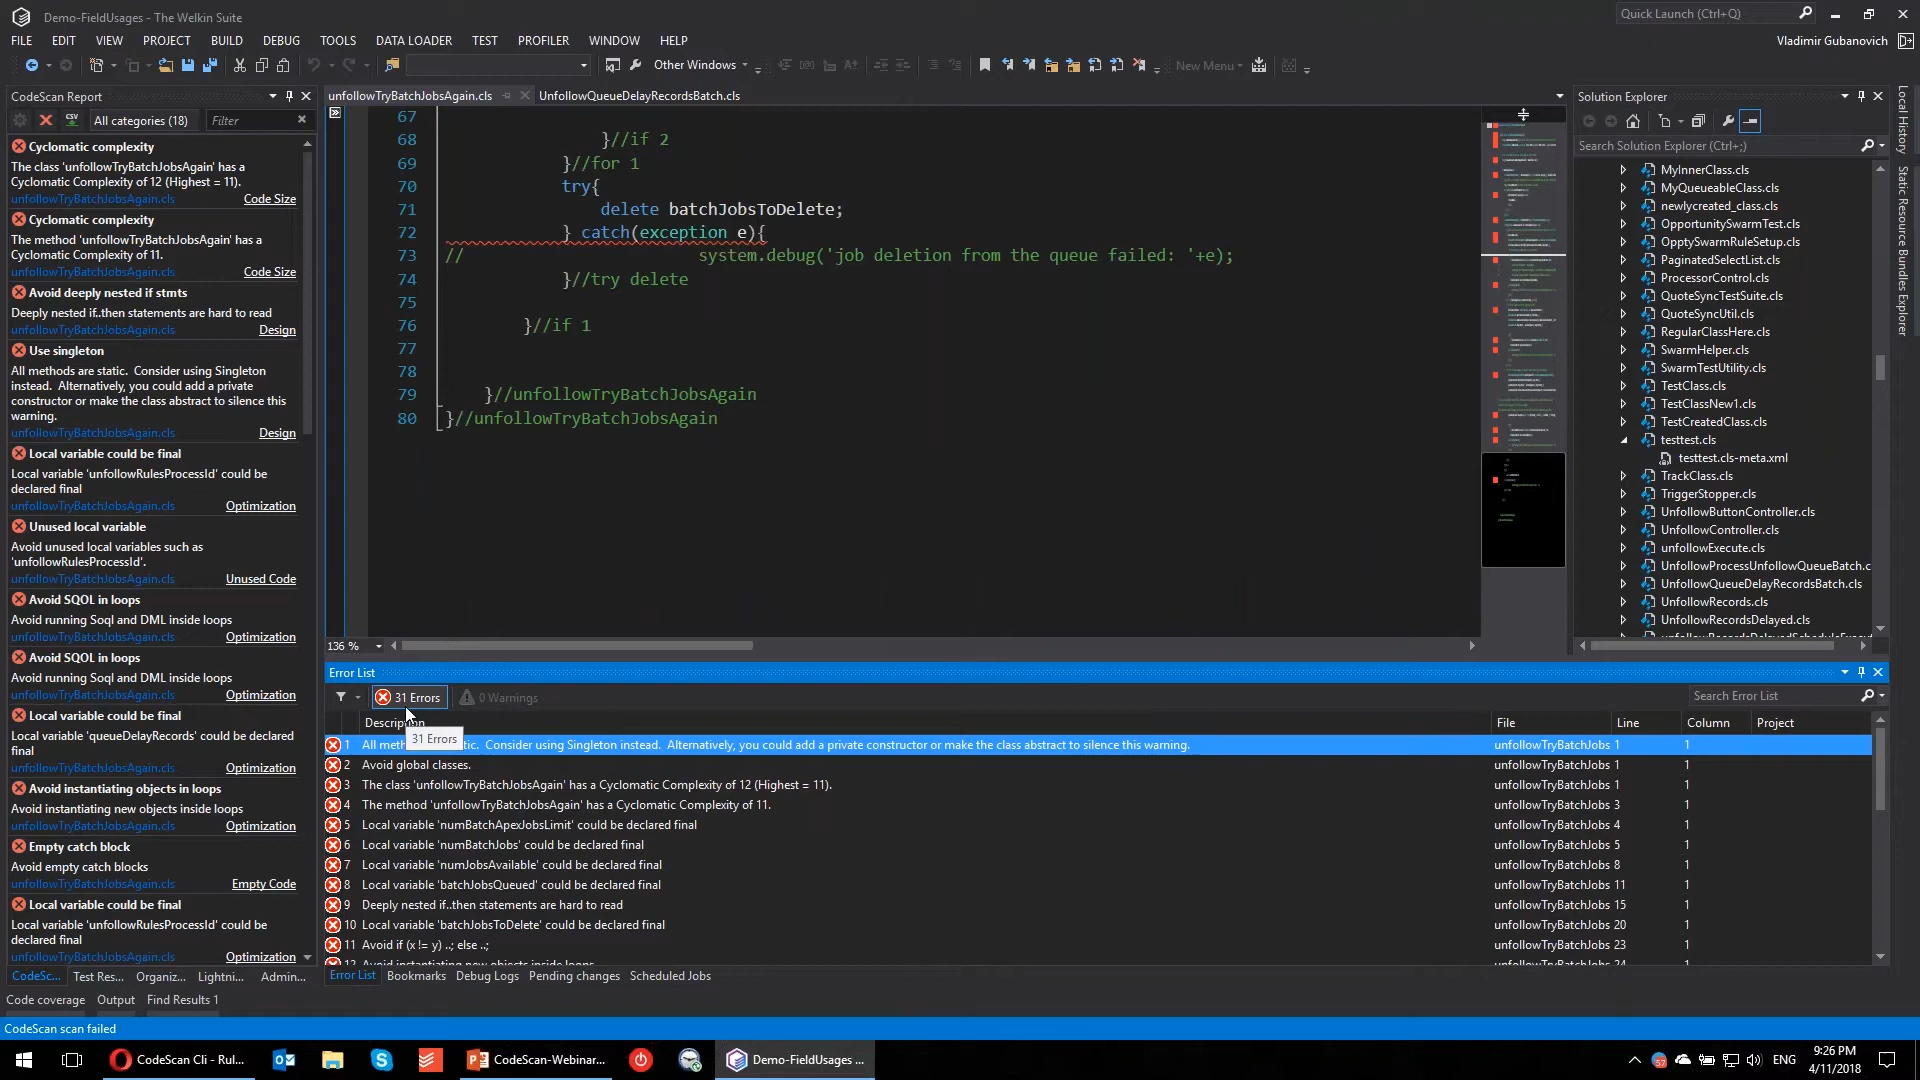 Demo-FieldUsages - The Welkin Suite
Quick Launch (Ctrl+Q)
FILE EDIT VIEW PROJECT BUILD DEBUG TOOLS DATA LOADER TEST PROFILER WINDOW HELP
Vladimir Gubanovich
Other Windows
New Menu
CodeScan Report
All categories (18)
Filter
Cyclomatic complexity
The class 'unfollowTryBatchJobsAgain' has a
Cyclomatic Complexity of 12 (Highest = 11).
unfollowTryBatchJobsAgain.cls Code Size
Cyclomatic complexity
The method 'unfollowTryBatchJobsAgain' has a
Cyclomatic Complexity of 11.
unfollowTryBatchJobsAgain.cls Code Size
Avoid deeply nested if stmts
Deeply nested if..then statements are hard to read
unfollowTryBatchJobsAgain.cls Design
Use singleton
All methods are static.  Consider using Singleton
instead.  Alternatively, you could add a private
constructor or make the class abstract to silence this
warning.
unfollowTryBatchJobsAgain.cls Design
Local variable could be final
Local variable 'unfollowRulesProcessId' could be
declared final
unfollowTryBatchJobsAgain.cls Optimization
Unused local variable
Avoid unused local variables such as
'unfollowRulesProcessId'.
unfollowTryBatchJobsAgain.cls Unused Code
Avoid SQOL in loops
Avoid running Soql and DML inside loops
unfollowTryBatchJobsAgain.cls Optimization
Avoid SQOL in loops
Avoid running Soql and DML inside loops
unfollowTryBatchJobsAgain.cls Optimization
Local variable could be final
Local variable 'queueDelayRecords' could be declared
final
unfollowTryBatchJobsAgain.cls Optimization
Avoid instantiating objects in loops
Avoid instantiating new objects inside loops
unfollowTryBatchJobsAgain.cls Optimization
Empty catch block
Avoid empty catch blocks
unfollowTryBatchJobsAgain.cls Empty Code
Local variable could be final
Local variable 'unfollowRulesProcessId' could be
declared final
unfollowTryBatchJobsAgain.cls Optimization
CodeSc... Test Res... Organiz... Lightni... Admin...
unfollowTryBatchJobsAgain.cls UnfollowQueueDelayRecordsBatch.cls
67
68 }//if 2
69 }//for 1
70 try{
71 delete batchJobsToDelete;
72 } catch(exception e){
73 // system.debug('job deletion from the queue failed: '+e);
74 }//try delete
75
76 }//if 1
77
78
79 }//unfollowTryBatchJobsAgain
80 }//unfollowTryBatchJobsAgain
136 %
Solution Explorer
Search Solution Explorer (Ctrl+;)
MyInnerClass.cls
MyQueueableClass.cls
newlycreated_class.cls
OpportunitySwarmTest.cls
OpptySwarmRuleSetup.cls
PaginatedSelectList.cls
ProcessorControl.cls
QuoteSyncTestSuite.cls
QuoteSyncUtil.cls
RegularClassHere.cls
SwarmHelper.cls
SwarmTestUtility.cls
TestClass.cls
TestClassNew1.cls
TestCreatedClass.cls
testtest.cls
testtest.cls-meta.xml
TrackClass.cls
TriggerStopper.cls
UnfollowButtonController.cls
UnfollowController.cls
unfollowExecute.cls
UnfollowProcessUnfollowQueueBatch.c
UnfollowQueueDelayRecordsBatch.cls
UnfollowRecords.cls
UnfollowRecordsDelayed.cls
Local History
Static Resource Bundles Explorer
Error List
31 Errors
0 Warnings
Search Error List
Description File Line Column Project
31 Errors
1 All met tic.  Consider using Singleton instead.  Alternatively, you could add a private constructor or make the class abstract to silence this warning. unfollowTryBatchJobs 1 1
2 Avoid global classes. unfollowTryBatchJobs 1 1
3 The class 'unfollowTryBatchJobsAgain' has a Cyclomatic Complexity of 12 (Highest = 11). unfollowTryBatchJobs 1 1
4 The method 'unfollowTryBatchJobsAgain' has a Cyclomatic Complexity of 11. unfollowTryBatchJobs 3 1
5 Local variable 'numBatchApexJobsLimit' could be declared final unfollowTryBatchJobs 4 1
6 Local variable 'numBatchJobs' could be declared final unfollowTryBatchJobs 5 1
7 Local variable 'numJobsAvailable' could be declared final unfollowTryBatchJobs 8 1
8 Local variable 'batchJobsQueued' could be declared final unfollowTryBatchJobs 11 1
9 Deeply nested if..then statements are hard to read unfollowTryBatchJobs 15 1
10 Local variable 'batchJobsToDelete' could be declared final unfollowTryBatchJobs 20 1
11 Avoid if (x != y) ..; else ..; unfollowTryBatchJobs 23 1
12 Avoid instantiating new objects inside loops unfollowTryBatchJobs 24 1
Error List Bookmarks Debug Logs Pending changes Scheduled Jobs
Code coverage Output Find Results 1
CodeScan scan failed
CodeScan Cli - Rul...
CodeScan-Webinar...
Demo-FieldUsages ...
57
ENG
9:26 PM
4/11/2018